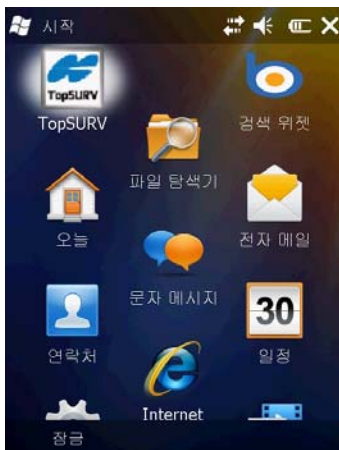 시작
TopSURV
TopSURV
검색 위젯
파일 탐색기
오늘
전자 메일
문자 메시지
30
연락처
일정
Internet
잠금